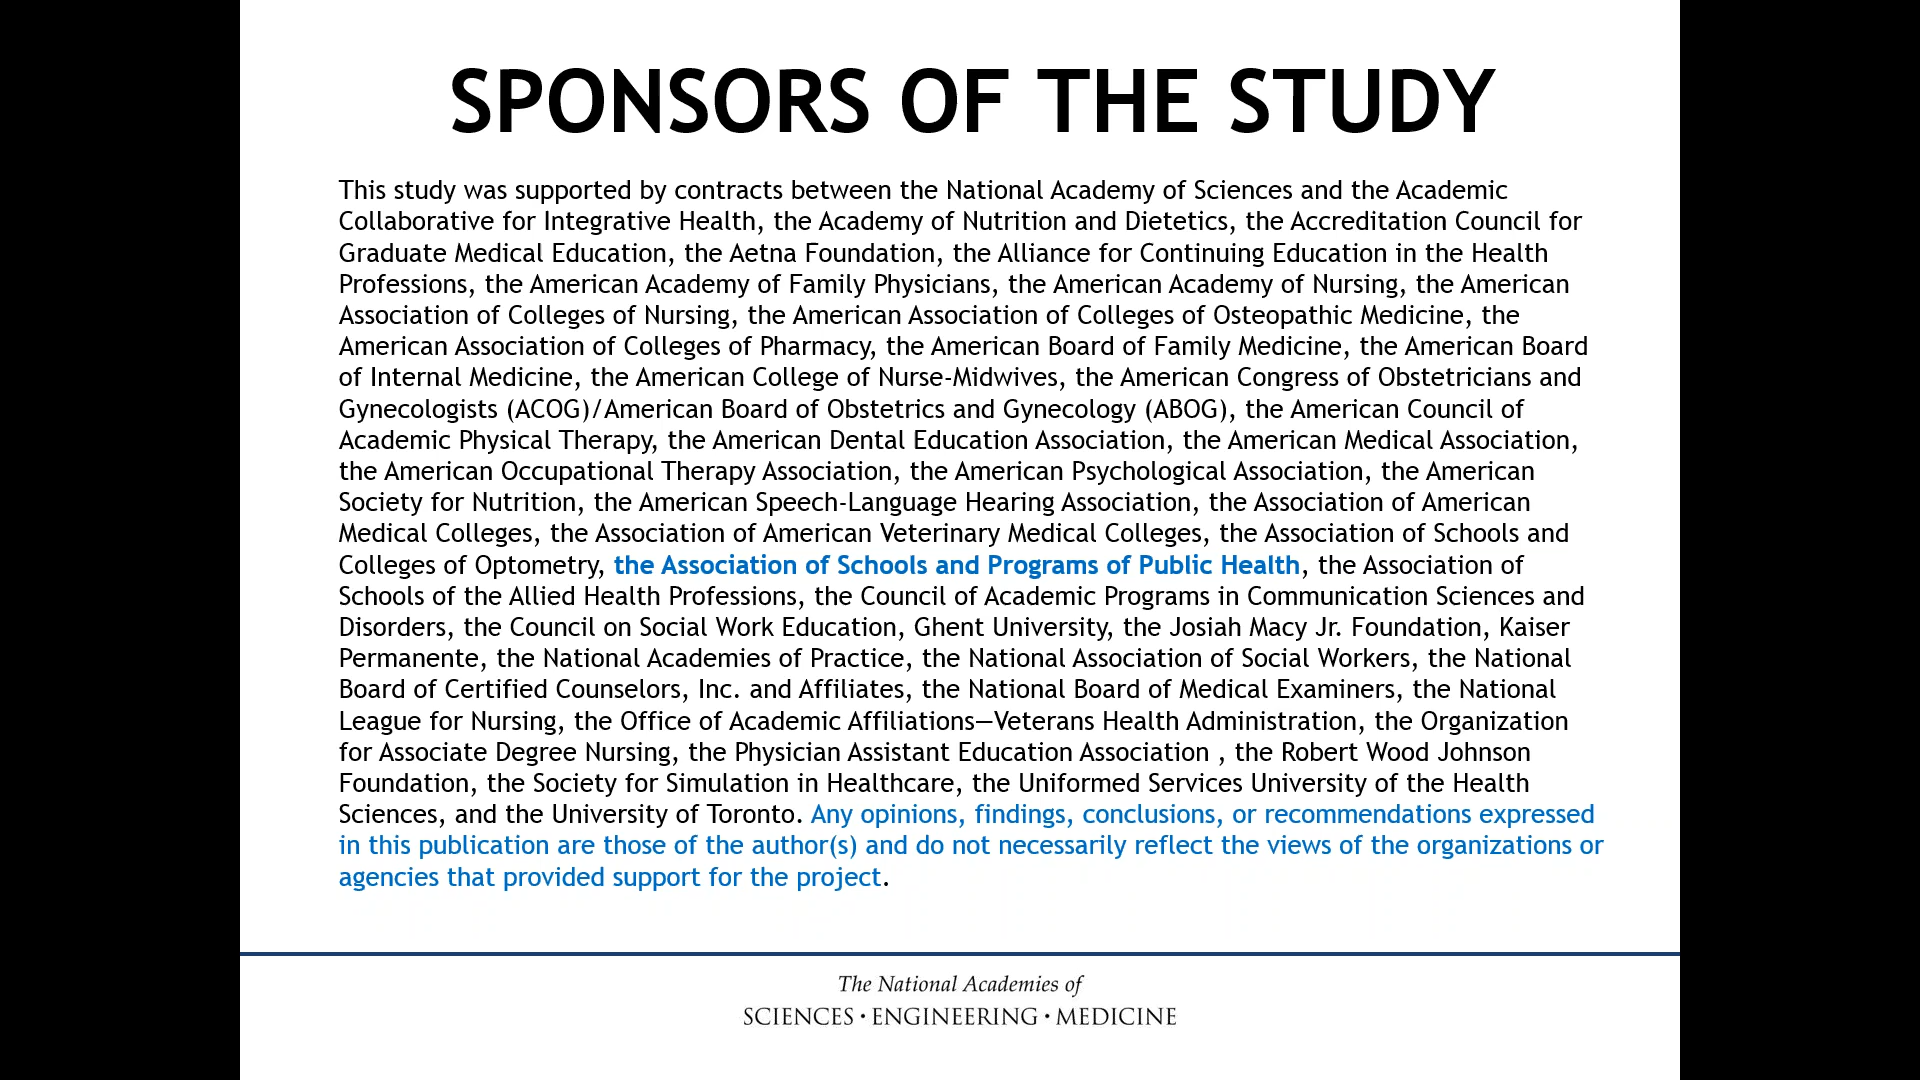 SPONSORS OF THE STUDY
This study was supported by contracts between the National Academy of Sciences and the Academic
Collaborative for Integrative Health, the Academy of Nutrition and Dietetics, the Accreditation Council for
Graduate Medical Education, the Aetna Foundation, the Alliance for Continuing Education in the Health
Professions, the American Academy of Family Physicians, the American Academy of Nursing, the American
Association of Colleges of Nursing, the American Association of Colleges of Osteopathic Medicine, the
American Association of Colleges of Pharmacy, the American Board of Family Medicine, the American Board
of Internal Medicine, the American College of Nurse-Midwives, the American Congress of Obstetricians and
Gynecologists (ACOG)/American Board of Obstetrics and Gynecology (ABOG), the American Council of
Academic Physical Therapy, the American Dental Education Association, the American Medical Association,
the American Occupational Therapy Association, the American Psychological Association, the American
Society for Nutrition, the American Speech-Language Hearing Association, the Association of American
Medical Colleges, the Association of American Veterinary Medical Colleges, the Association of Schools and
Colleges of Optometry, the Association of Schools and Programs of Public Health, the Association of
Schools of the Allied Health Professions, the Council of Academic Programs in Communication Sciences and
Disorders, the Council on Social Work Education, Ghent University, the Josiah Macy Jr. Foundation, Kaiser
Permanente, the National Academies of Practice, the National Association of Social Workers, the National
Board of Certified Counselors, Inc. and Affiliates, the National Board of Medical Examiners, the National
League for Nursing, the Office of Academic Affiliations—Veterans Health Administration, the Organization
for Associate Degree Nursing, the Physician Assistant Education Association , the Robert Wood Johnson
Foundation, the Society for Simulation in Healthcare, the Uniformed Services University of the Health
Sciences, and the University of Toronto. Any opinions, findings, conclusions, or recommendations expressed
in this publication are those of the author(s) and do not necessarily reflect the views of the organizations or
agencies that provided support for the project.
The National Academies of
SCIENCES • ENGINEERING • MEDICINE